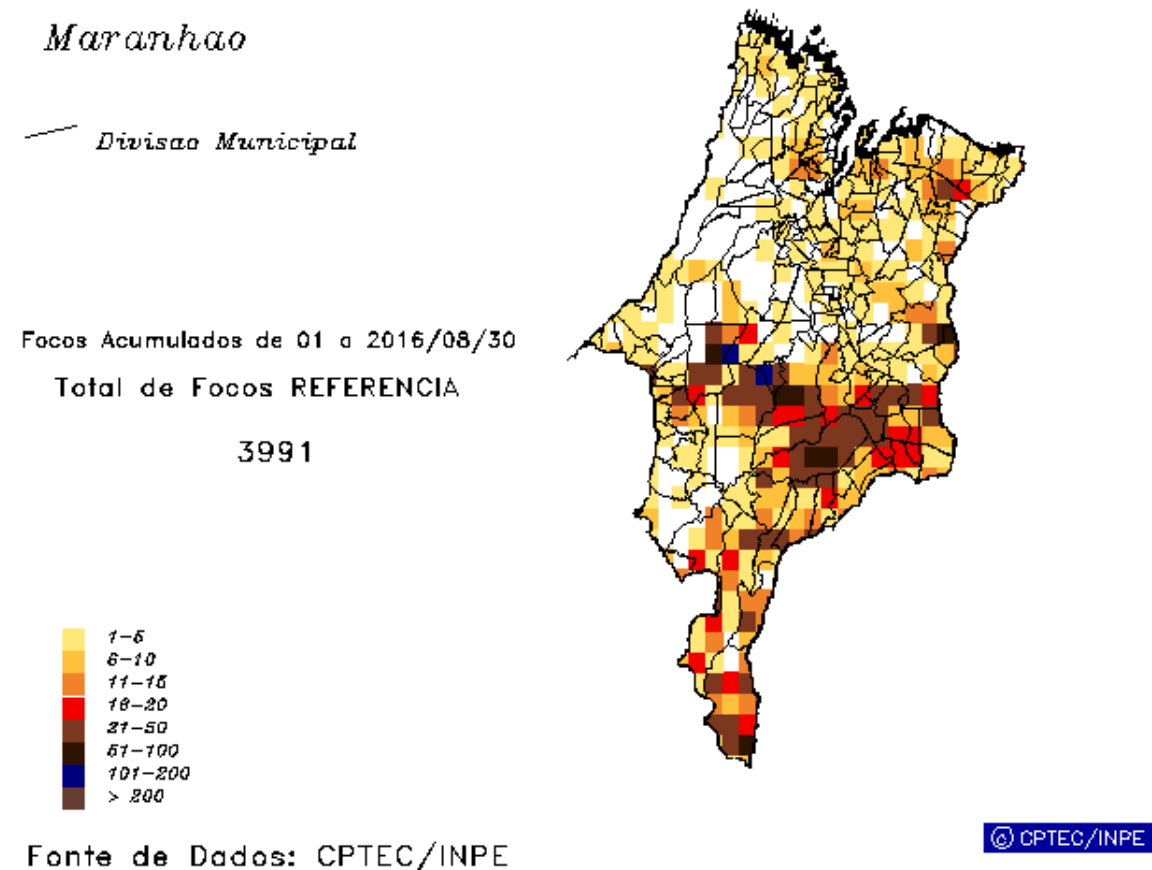 Maranhao
Divisao Municipal
Focos Acumulados de 01 a 2016/08/30
Total de Focos REFERENCIA
3991
1-5
6-10
11-15
16-20
21-50
51-100
101-200
> 200
Fonte de Dados: CPTEC/INPE
@ CPTEC/INPE